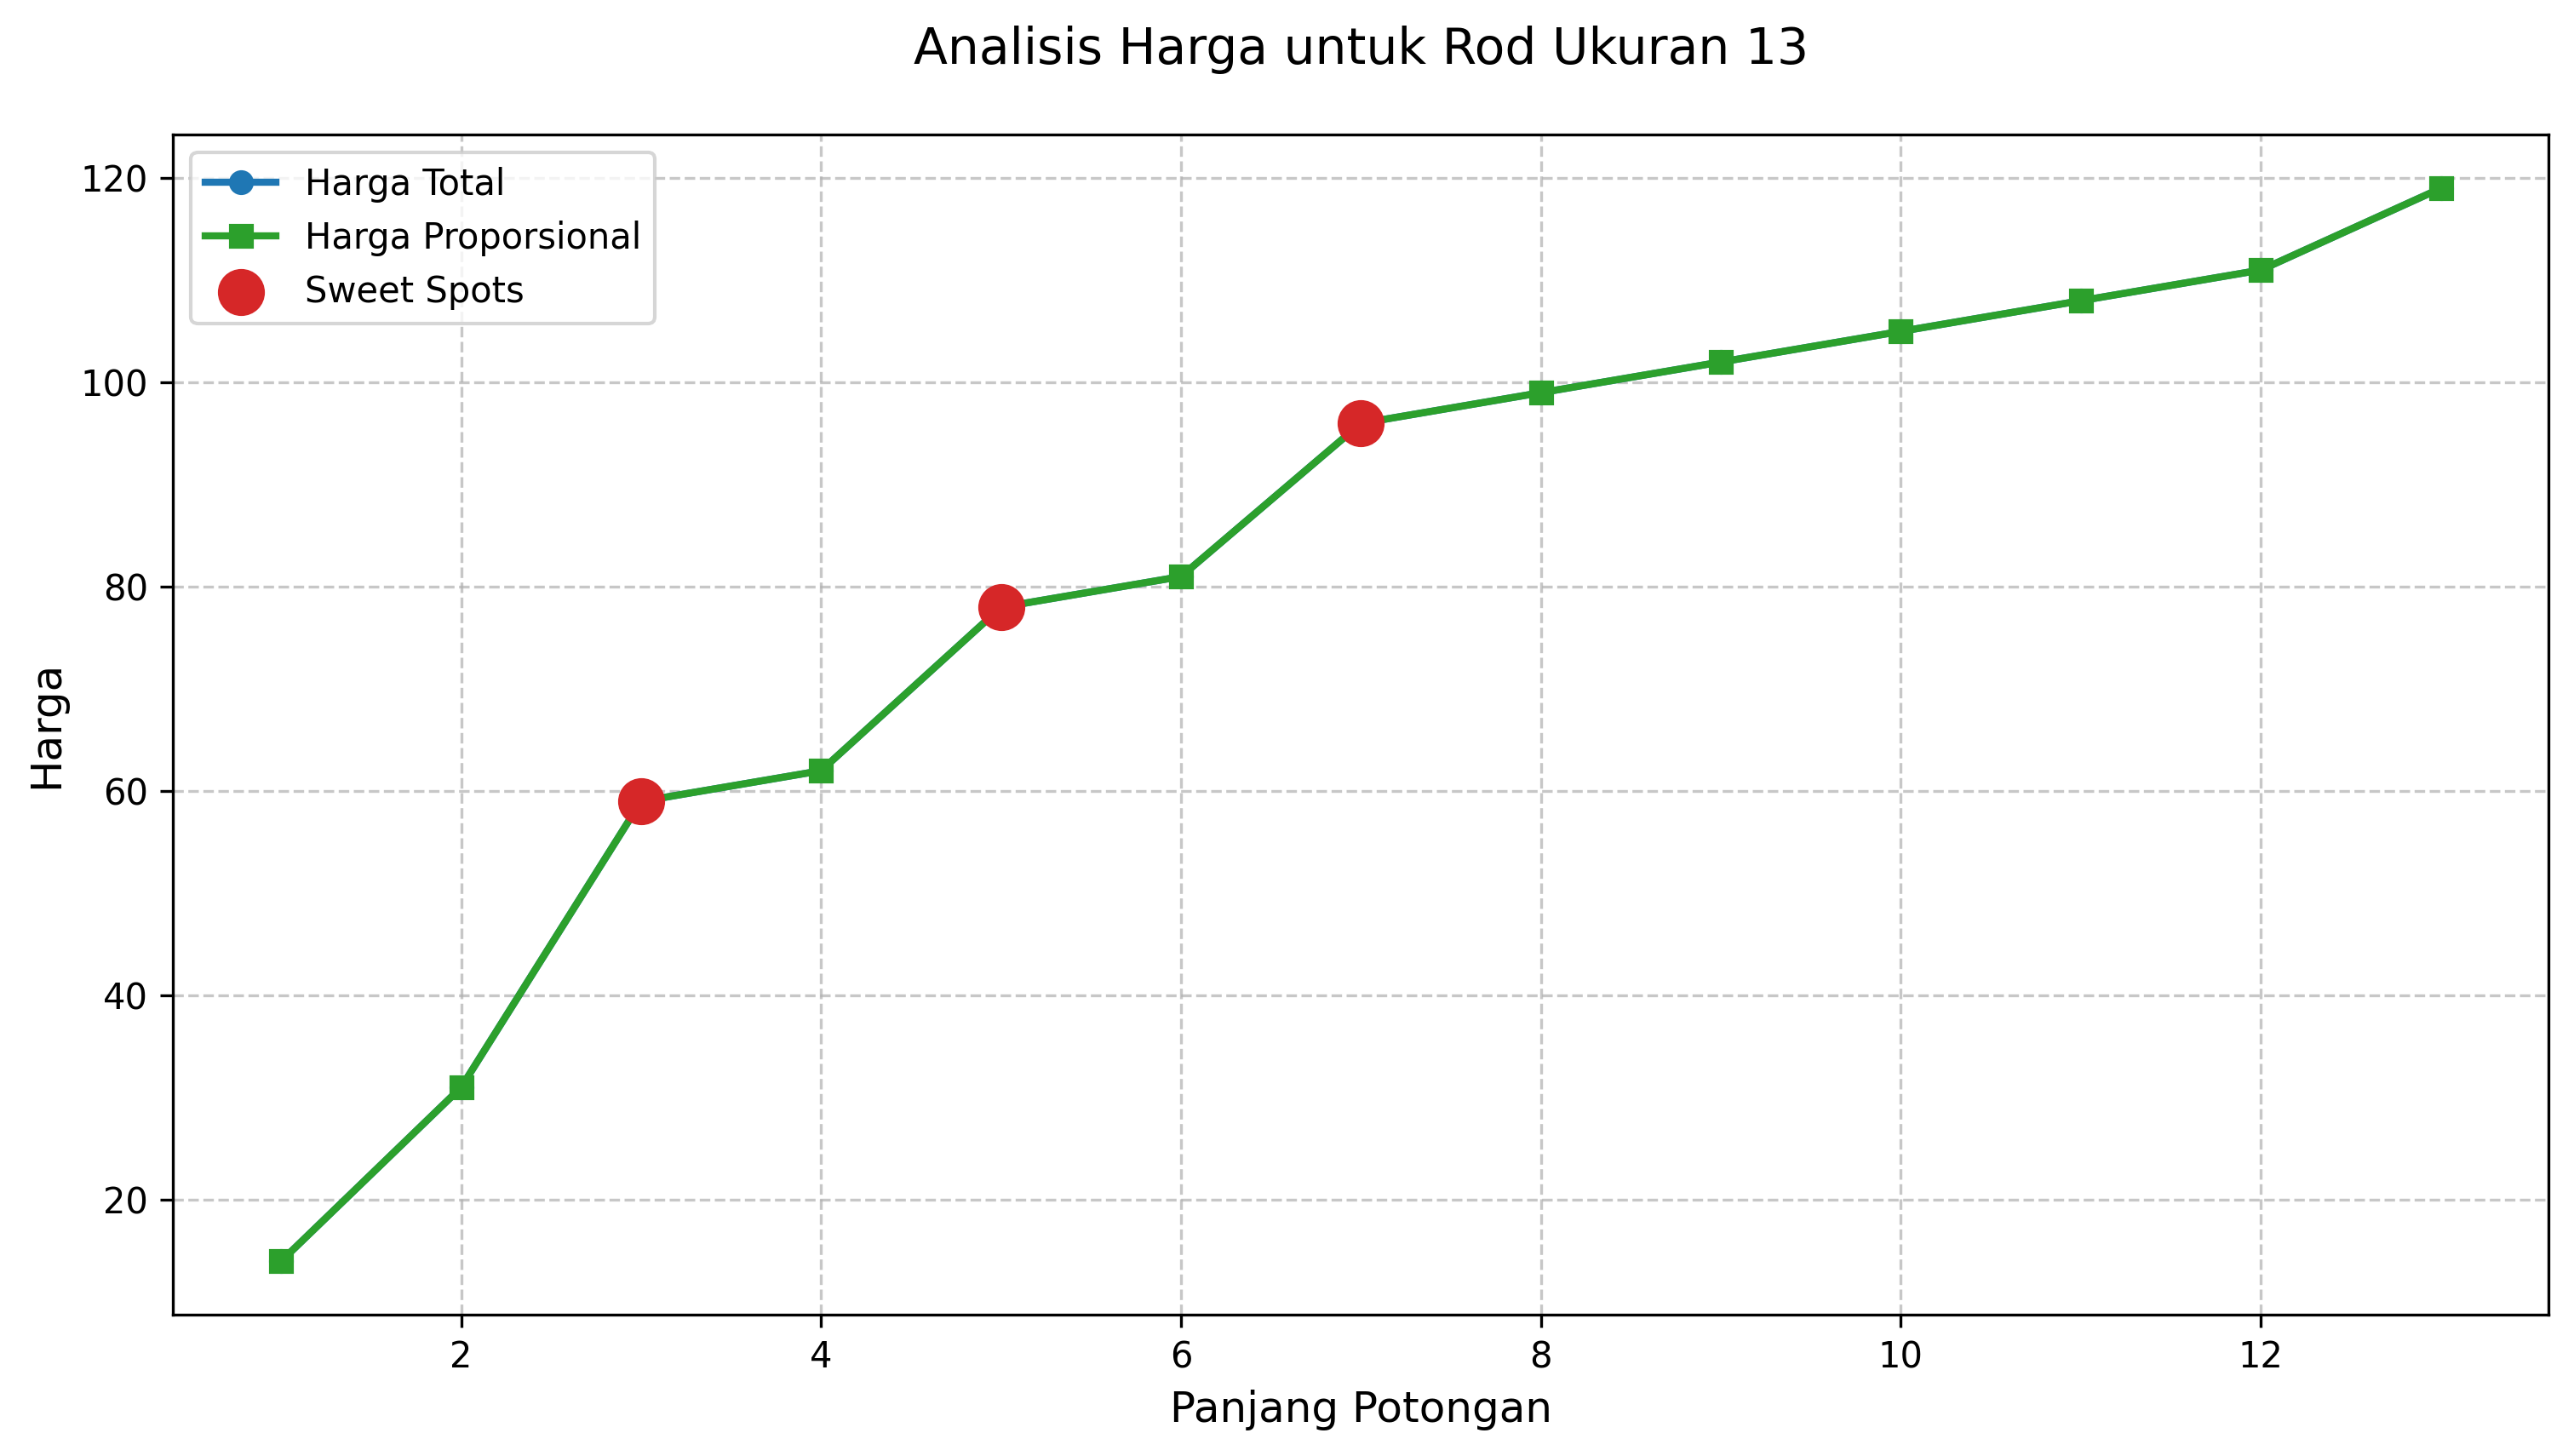 Analisis Harga untuk Rod Ukuran 13
Harga Total
Harga Proporsional
Sweet Spots
120
100
80
60
40
20
Harga
2
4
6
8
10
12
Panjang Potongan